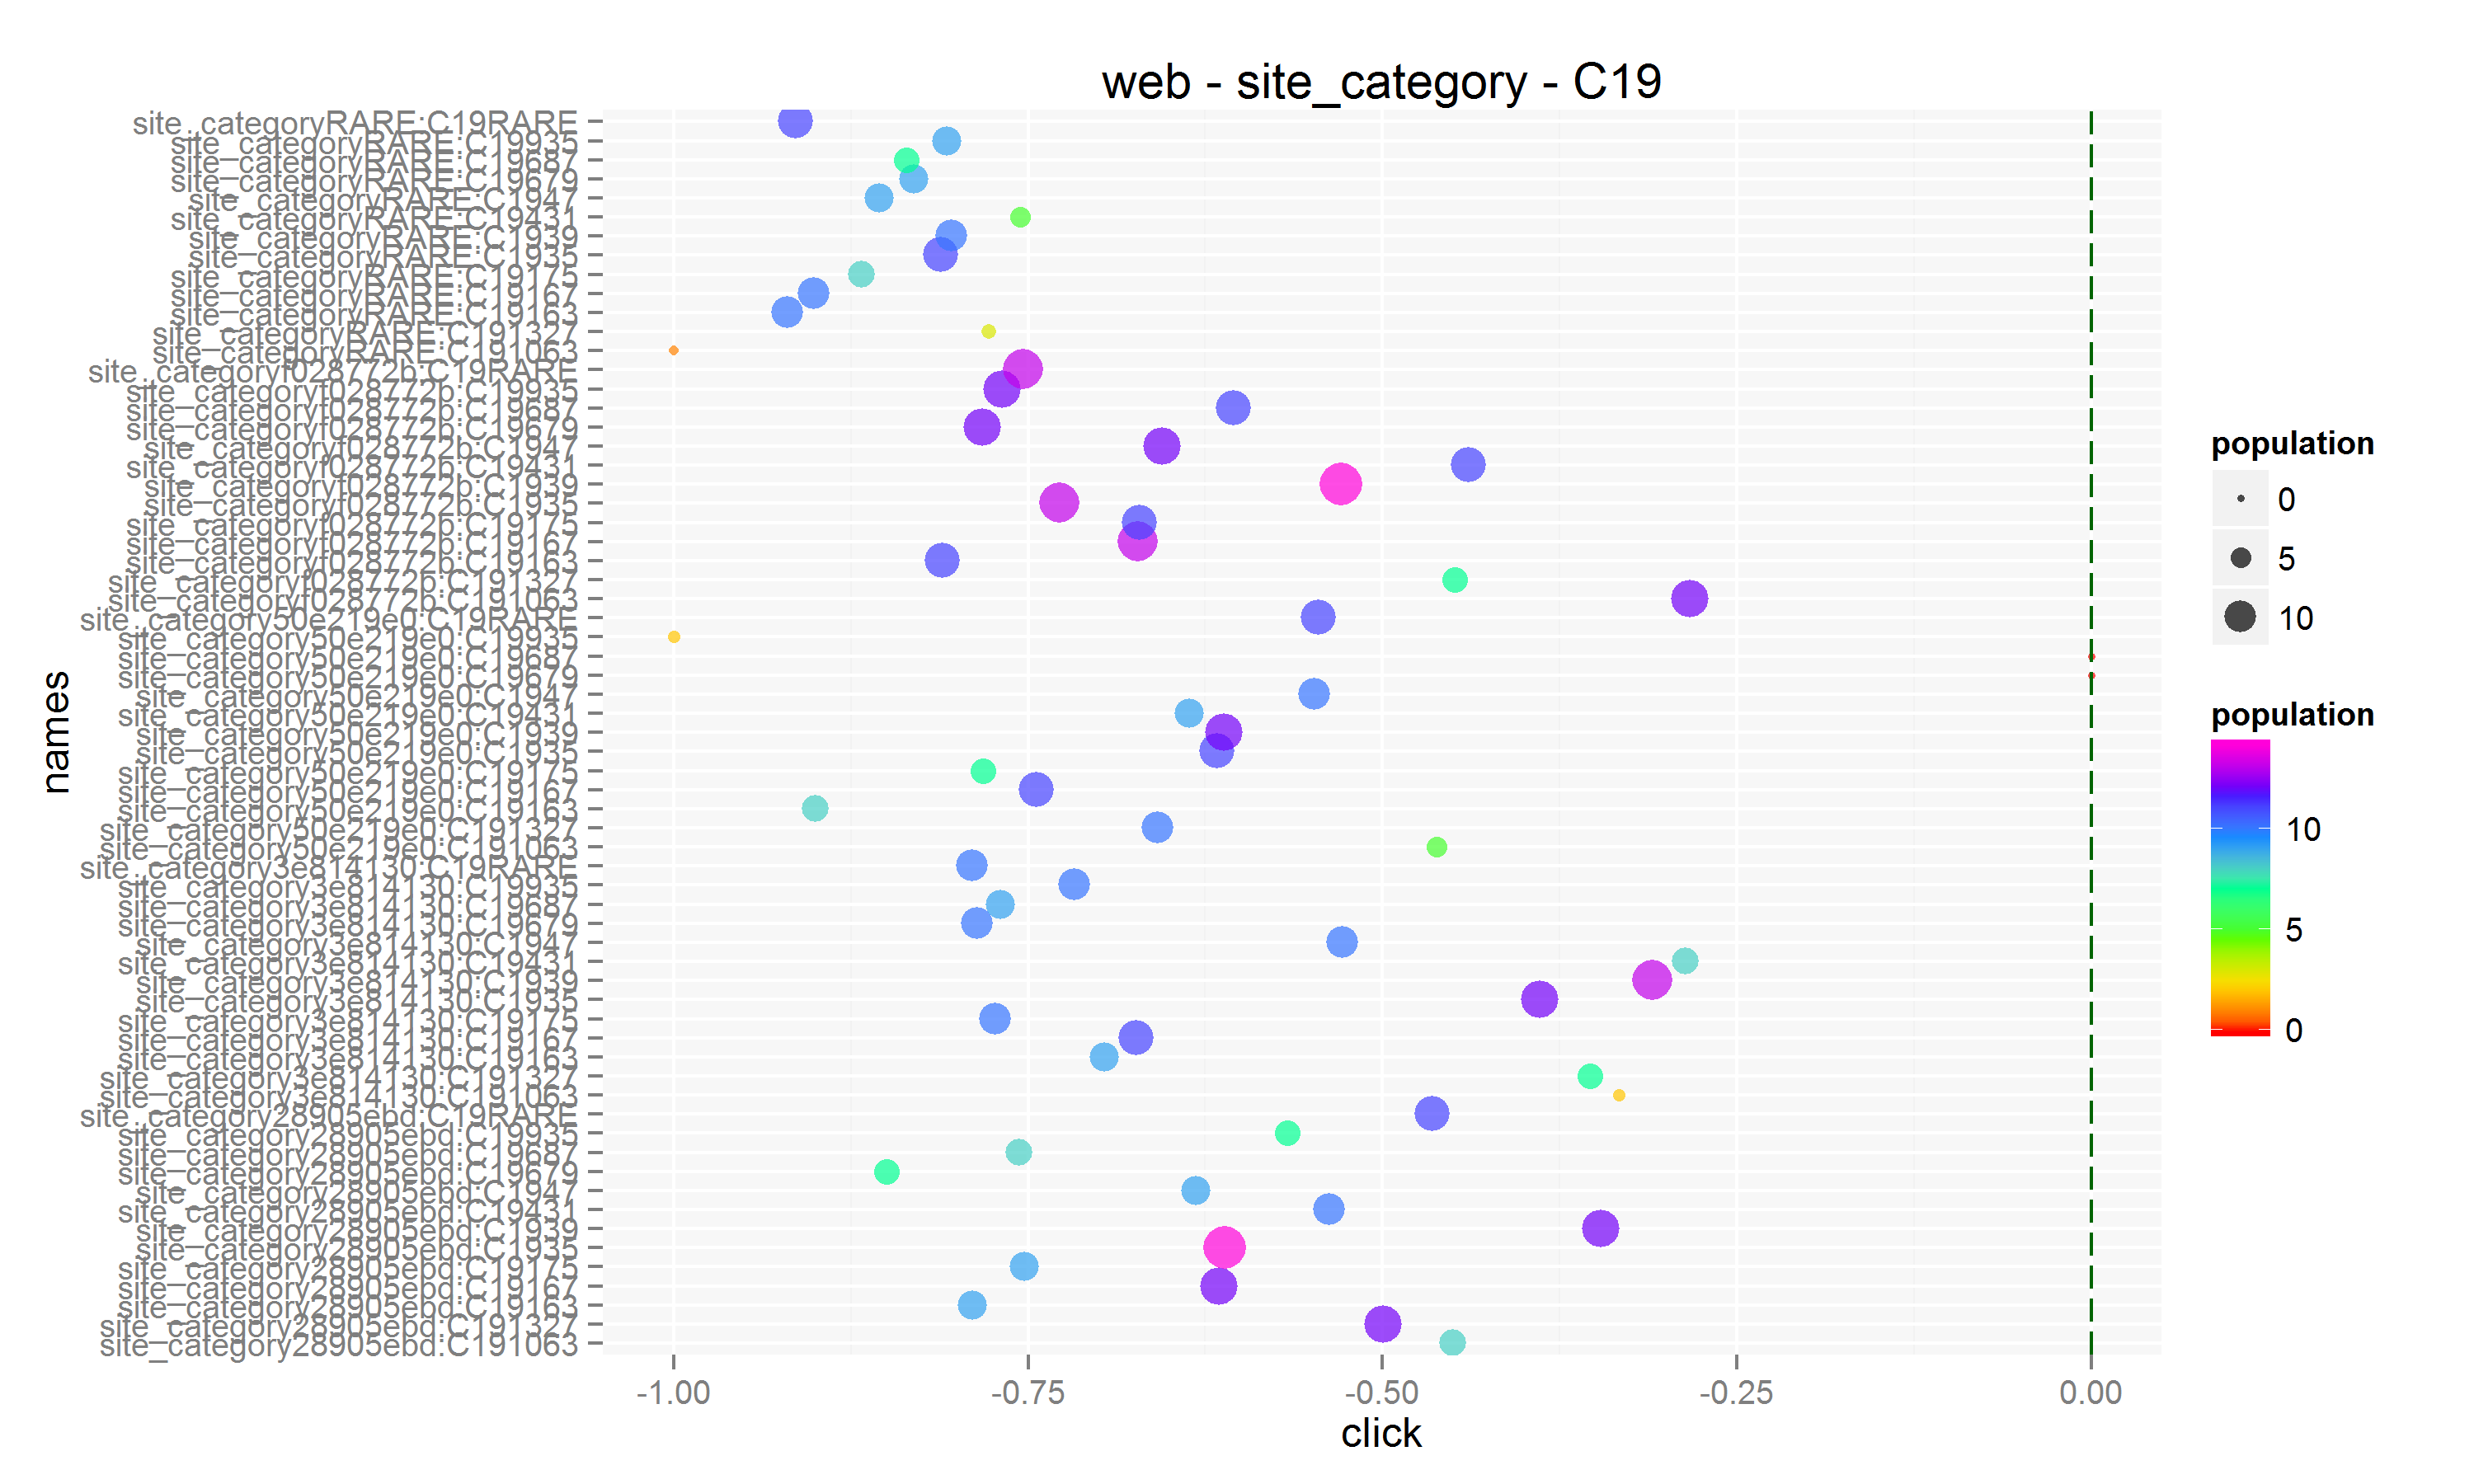 web - site_category - C19
site_categoryRARE:C19RARE
site_categoryRARE:C19935
site_categoryRARE:C19687
site_categoryRARE:C19679
site_categoryRARE:C1947
site_categoryRARE:C19431
site_categoryRARE:C1939
site_categoryRARE:C1935
site_categoryRARE:C19175
site_categoryRARE:C19167
site_categoryRARE:C19163
site_categoryRARE:C191327
site_categoryRARE:C191063
site_categoryf028772b:C19RARE
site_categoryf028772b:C19935
site_categoryf028772b:C19687
site_categoryf028772b:C19679
site_categoryf028772b:C1947
site_categoryf028772b:C19431
site_categoryf028772b:C1939
site_categoryf028772b:C1935
site_categoryf028772b:C19175
site_categoryf028772b:C19167
site_categoryf028772b:C19163
site_categoryf028772b:C191327
site_categoryf028772b:C191063
site_category50e219e0:C19RARE
site_category50e219e0:C19935
site_category50e219e0:C19687
site_category50e219e0:C19679
site_category50e219e0:C1947
site_category50e219e0:C19431
site_category50e219e0:C1939
site_category50e219e0:C1935
site_category50e219e0:C19175
site_category50e219e0:C19167
site_category50e219e0:C19163
site_category50e219e0:C191327
site_category50e219e0:C191063
site_category3e814130:C19RARE
site_category3e814130:C19935
site_category3e814130:C19687
site_category3e814130:C19679
site_category3e814130:C1947
site_category3e814130:C19431
site_category3e814130:C1939
site_category3e814130:C1935
site_category3e814130:C19175
site_category3e814130:C19167
site_category3e814130:C19163
site_category3e814130:C191327
site_category3e814130:C191063
site_category28905ebd:C19RARE
site_category28905ebd:C19935
site_category28905ebd:C19687
site_category28905ebd:C19679
site_category28905ebd:C1947
site_category28905ebd:C19431
site_category28905ebd:C1939
site_category28905ebd:C1935
site_category28905ebd:C19175
site_category28905ebd:C19167
site_category28905ebd:C19163
site_category28905ebd:C191327
site_category28905ebd:C191063
names
-1.00 -0.75 -0.50 -0.25 0.00
click
population
0
5
10
population
10
5
0